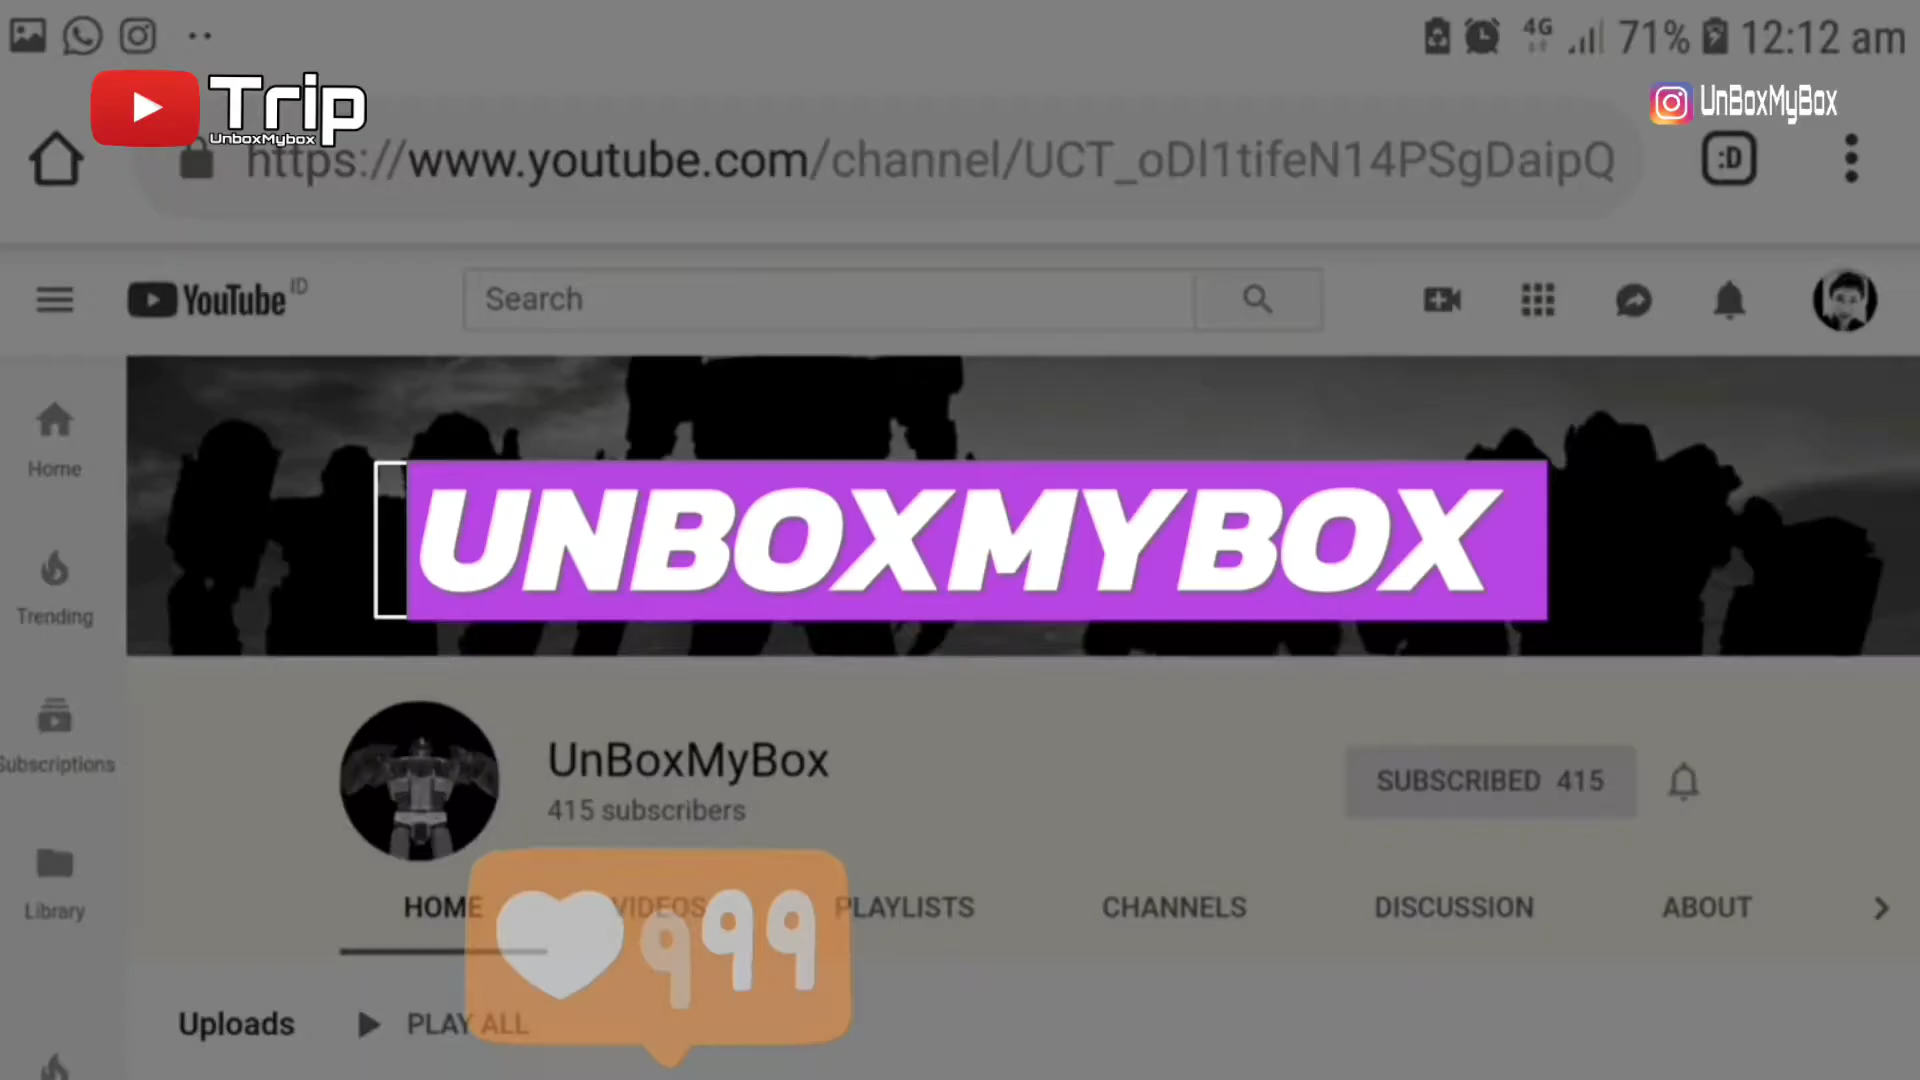 4G 71% 12:12 am
Trip
UnboxMybox
UnBoxMyBox
https://www.youtube.com/channel/UCT_oDl1tifeN14PSgDaipQ
:D
YouTube ID
Search
Home
Trending
Subscriptions
Library
UNBOXMYBOX
UnBoxMyBox
415 subscribers
SUBSCRIBED 415
HOME VIDEOS PLAYLISTS CHANNELS DISCUSSION ABOUT
999
Uploads PLAY ALL